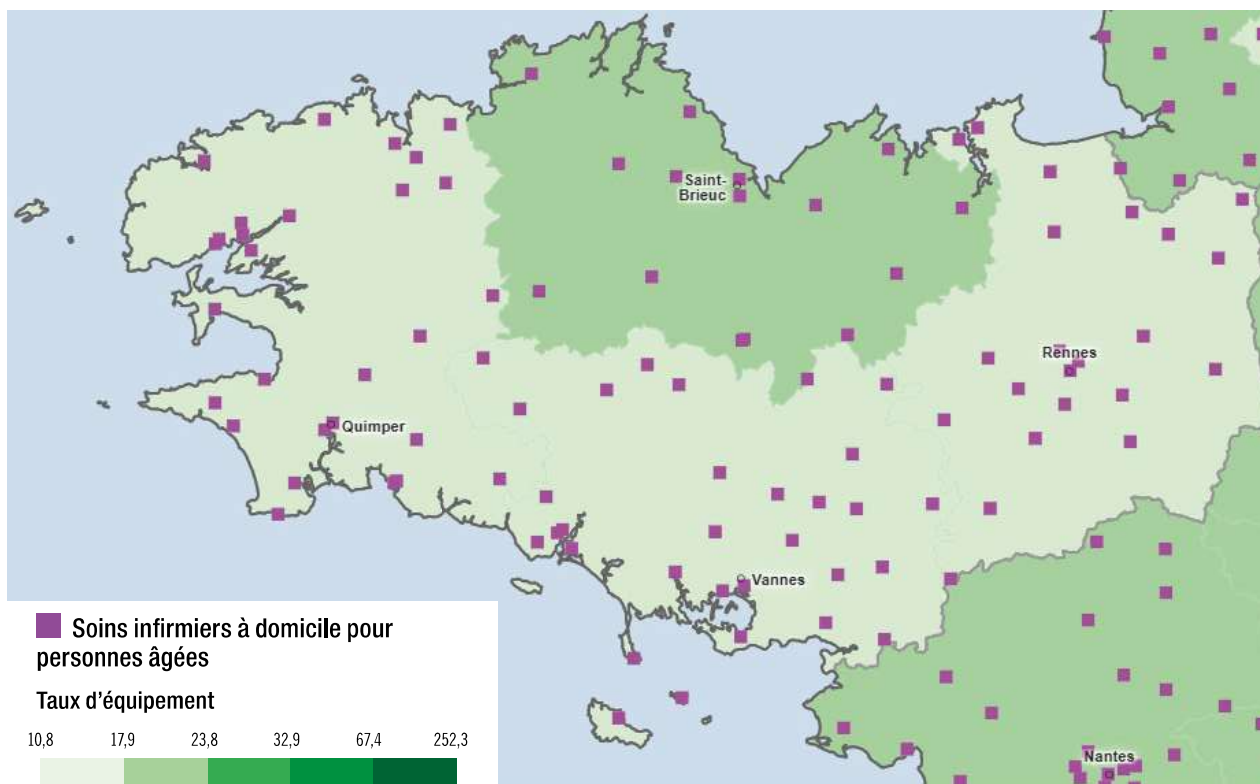 Saint-
Brieuc
Rennes
Quimper
Vannes
Nantes
Soins infirmiers à domicile pour
personnes âgées
Taux d'équipement
10,8 17,9 23,8 32,9 67,4 252,3